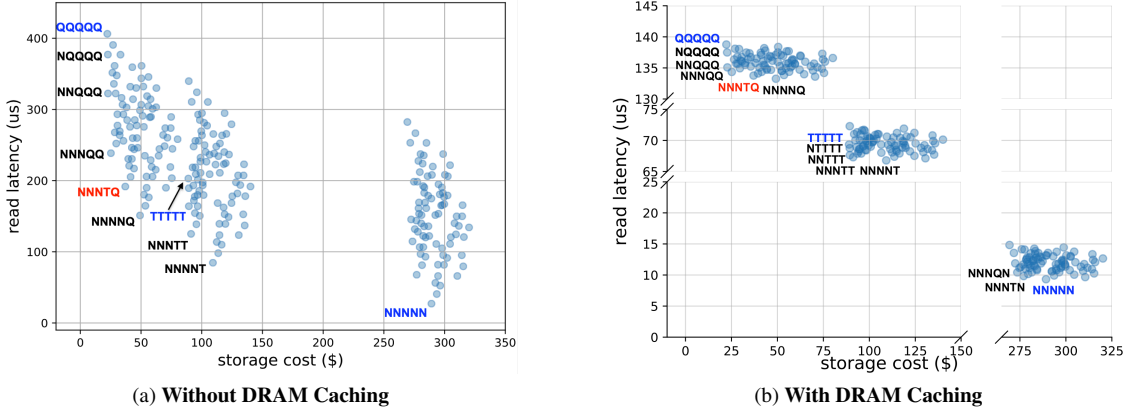 QQQQQ
400
NQQQQ
NNQQQ
300
NNNQQ
200
NNNTQ
NNNNQ
TTTTT
NNNTT
100
NNNNT
NNNNN
0
read latency (us)
0 50 100 150 200 250 300 350
storage cost ($)
(a) Without DRAM Caching
145
140
QQQQQ
NQQQQ
135
NNQQQ
NNNQQ
NNNTQ
NNNNQ
130
75
70
TTTTT
NTTTT
NNTTT
65
NNNTT NNNNT
25
20
15
10
NNNQN
NNNTN
NNNNN
5
0
read latency (us)
0 25 50 75 100 125 150 275 300 325
storage cost ($)
(b) With DRAM Caching